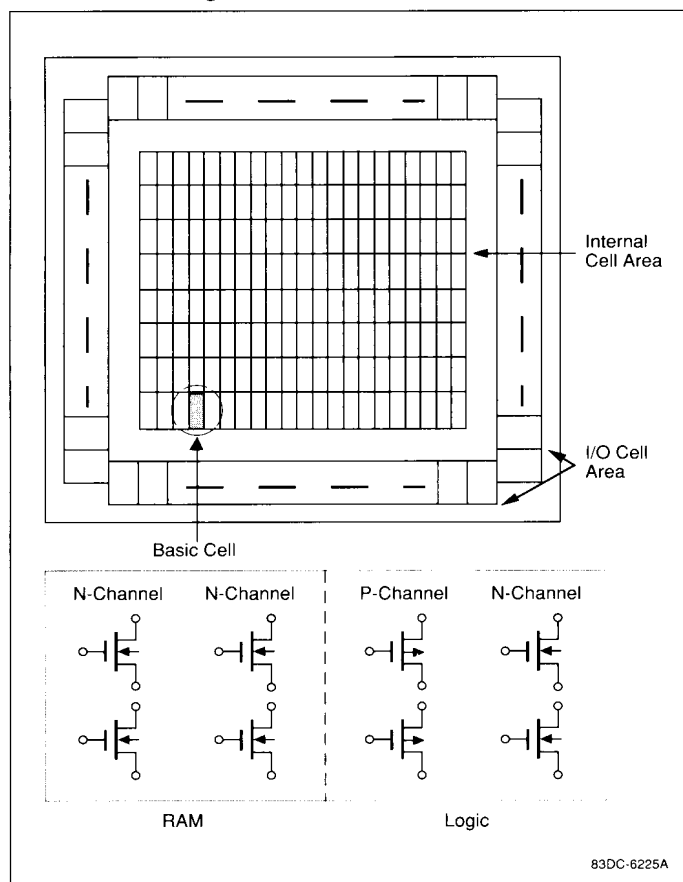 Internal
Cell Area
I/O Cell
Area
Basic Cell
N-Channel N-Channel P-Channel N-Channel
RAM Logic
83DC-6225A